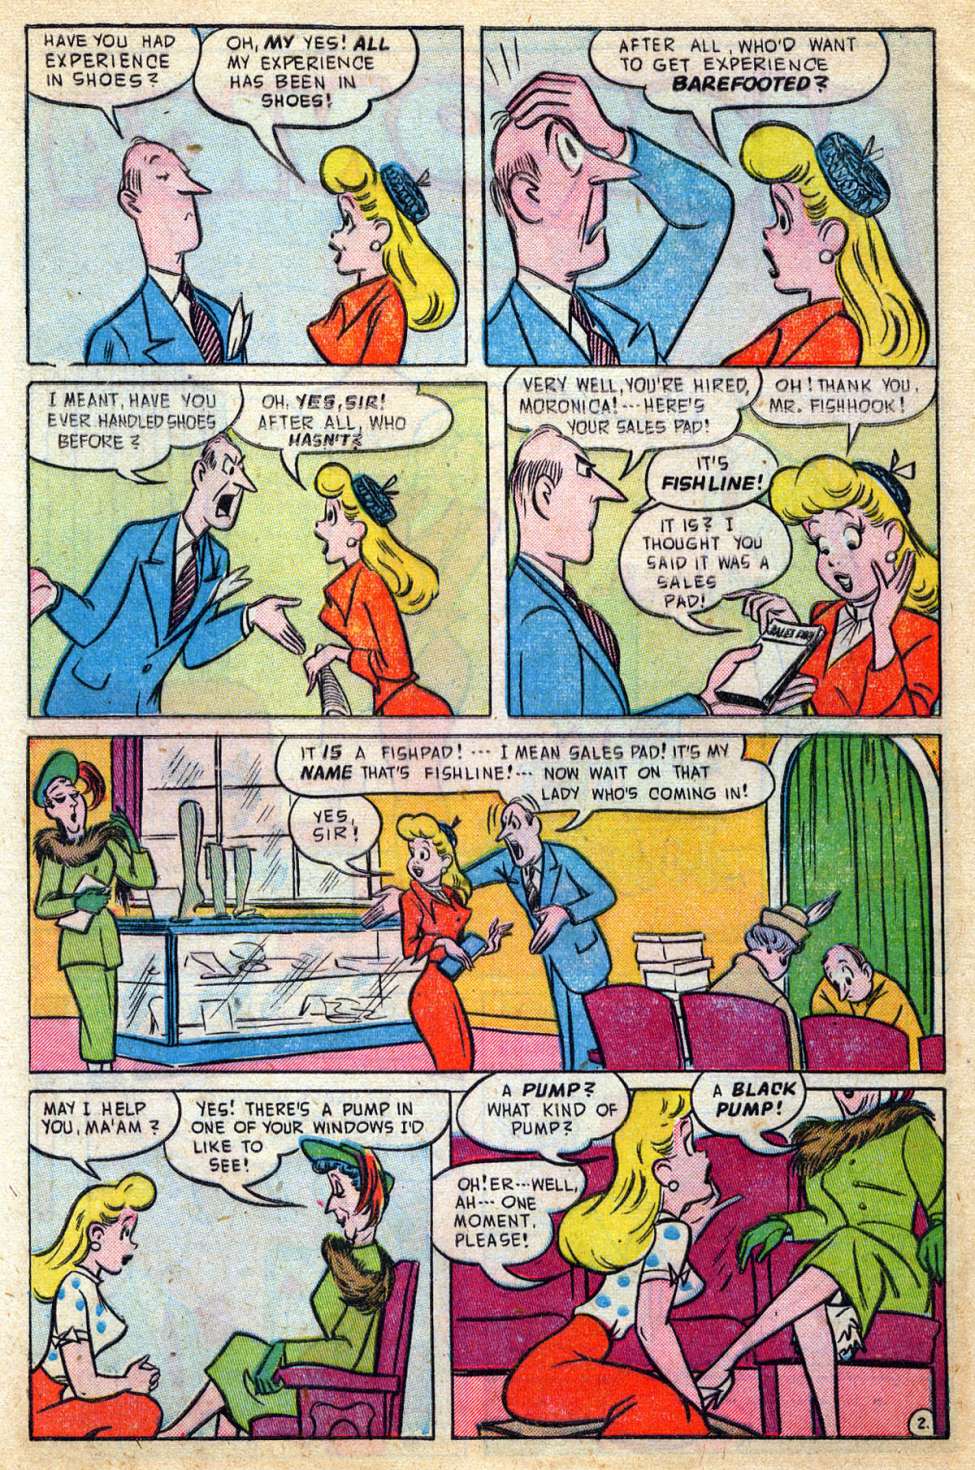 HAVE YOU HAD
EXPERIENCE
IN SHOES?
OH, MY YES! ALL
MY EXPERIENCE
HAS BEEN IN
SHOES!
AFTER ALL, WHO'D WANT
TO GET EXPERIENCE
BAREFOOTED?
I MEANT, HAVE YOU
EVER HANDLED SHOES
BEFORE?
OH, YES, SIR!
AFTER ALL, WHO
HASN'T?
VERY WELL, YOU'RE HIRED,
MORONICA! --- HERE'S
YOUR SALES PAD!
OH! THANK YOU,
MR. FISHHOOK!
IT'S
FISHLINE!
IT IS? I
THOUGHT YOU
SAID IT WAS A
SALES
PAD!
SALES PAD
IT IS A FISHPAD! --- I MEAN SALES PAD! IT'S MY
NAME THAT'S FISHLINE! --- NOW WAIT ON THAT
LADY WHO'S COMING IN!
YES,
SIR!
MAY I HELP
YOU, MA'AM?
YES! THERE'S A PUMP IN
ONE OF YOUR WINDOWS I'D
LIKE TO
SEE!
A PUMP?
WHAT KIND OF
PUMP?
A BLACK
PUMP!
OH! ER --- WELL,
AH --- ONE
MOMENT,
PLEASE!
2.